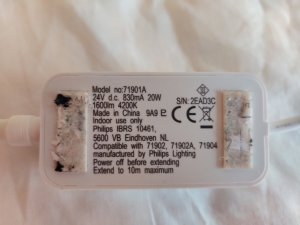 Model no:71901A
24V d.c. 830mA 20W
1600lm 4200K
Made in China 9A9
Indoor use only
Philips IBRS 10461,
5600 VB Eindhoven NL
Compatible with 71902, 71902A, 71904
manufactured by Philips Lighting
Power off before extending
Extend to 10m maximum
S/N: 2EAD3C
CE